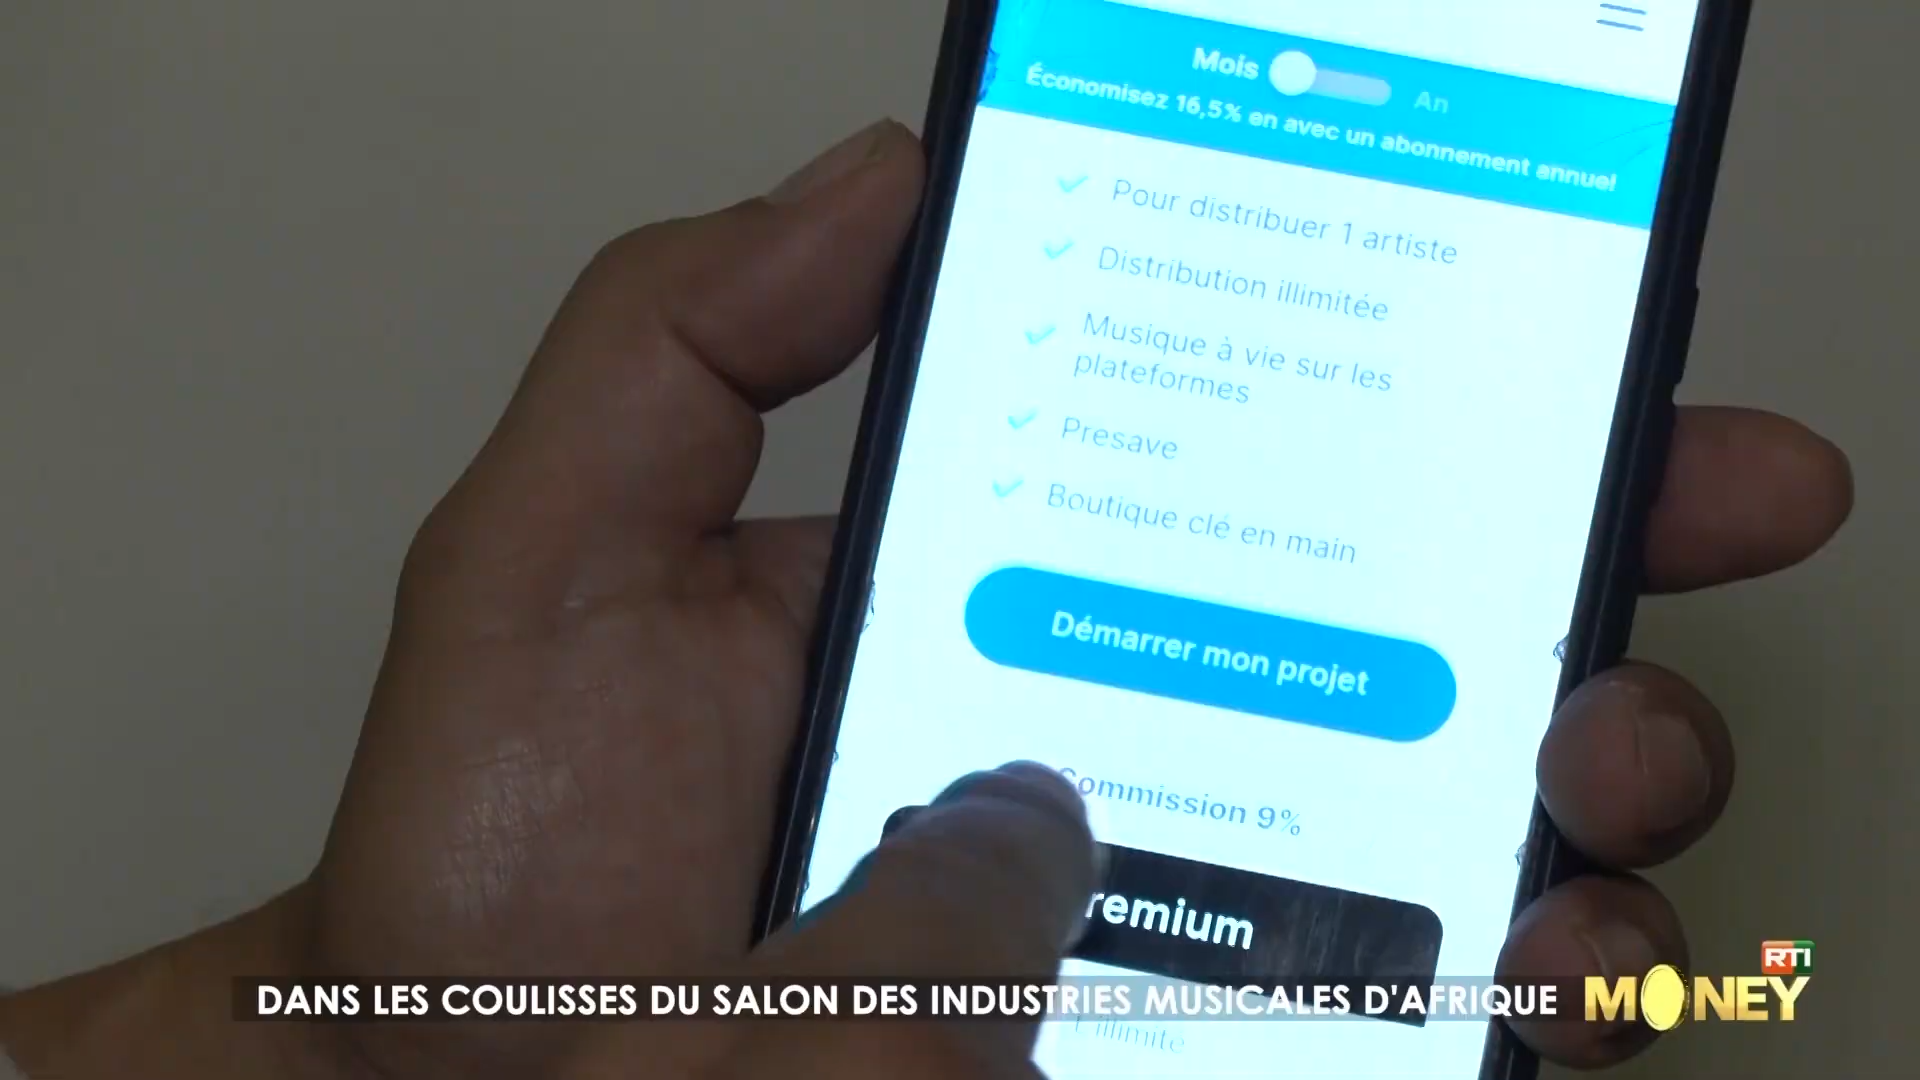 Mois An
Économisez 16,5% en avec un abonnement annuel
Pour distribuer 1 artiste
Distribution illimitée
Musique à vie sur les
plateformes
Presave
Boutique clé en main
Démarrer mon projet
Commission 9%
remium
DANS LES COULISSES DU SALON DES INDUSTRIES MUSICALES D'AFRIQUE
RTI
MONEY
illimité